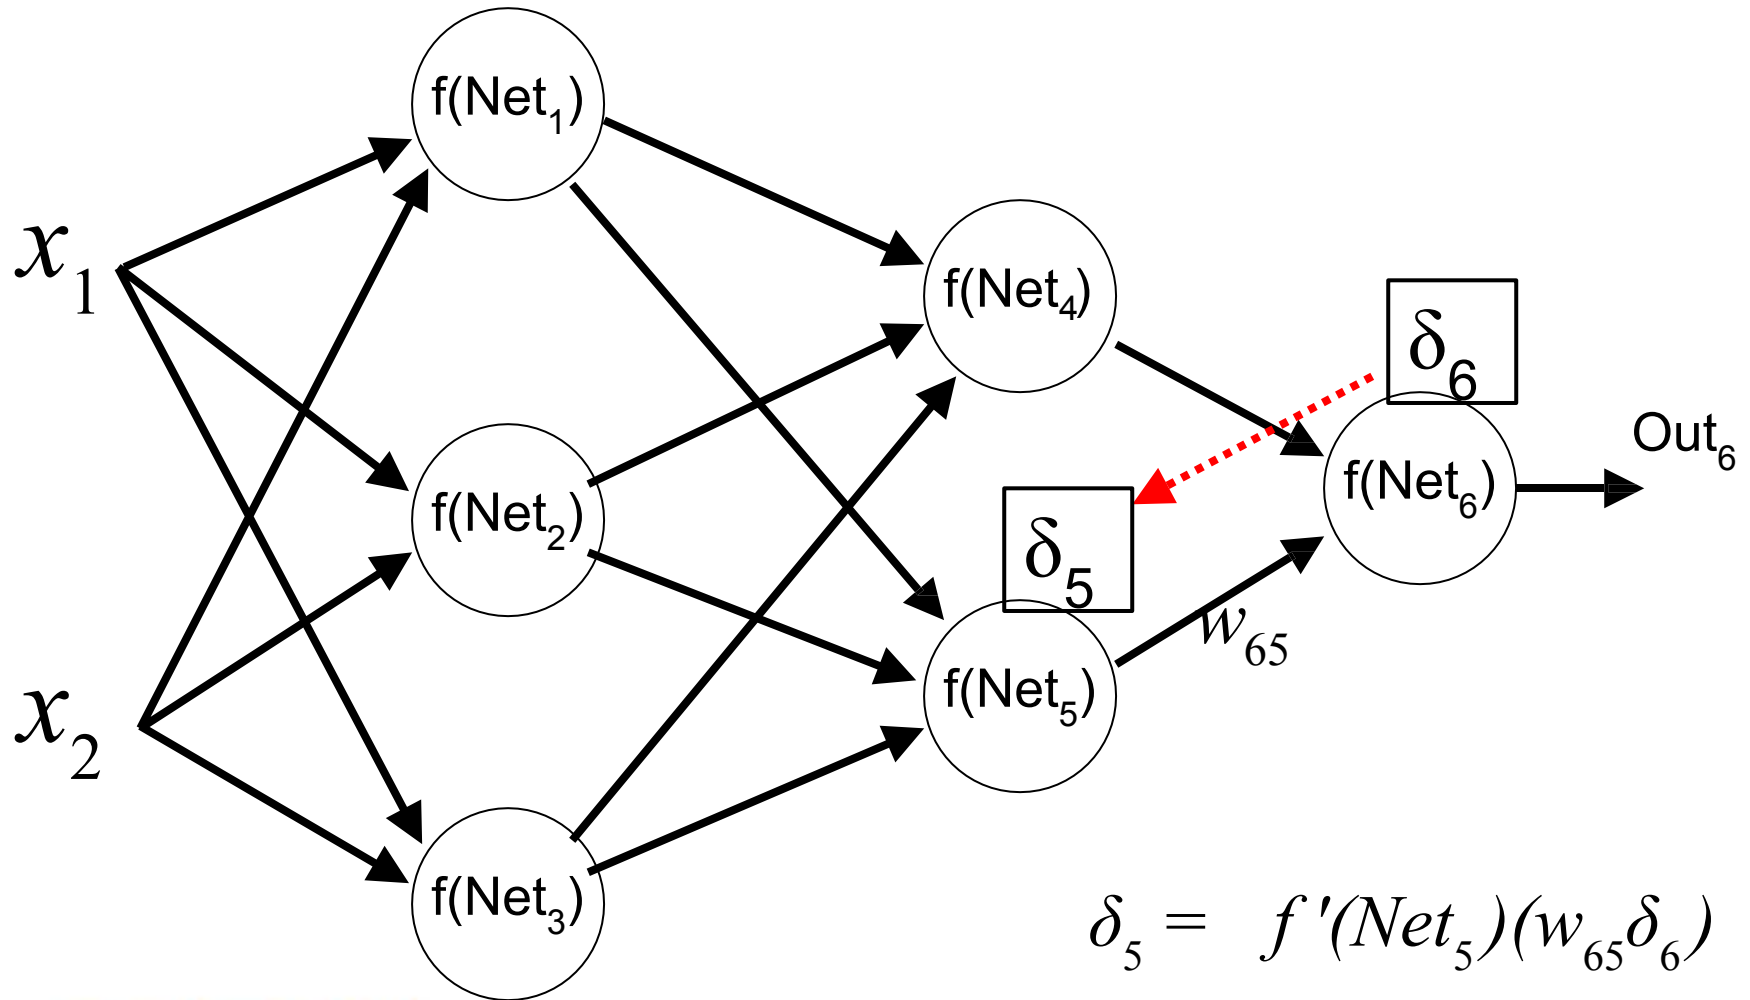 f(Net₁)
x₁
f(Net₄)
δ₆
Out₆
f(Net₂)
f(Net₆)
δ₅
w₆₅
x₂
f(Net₅)
f(Net₃)
δ₅ = f '(Net₅)(w₆₅δ₆)